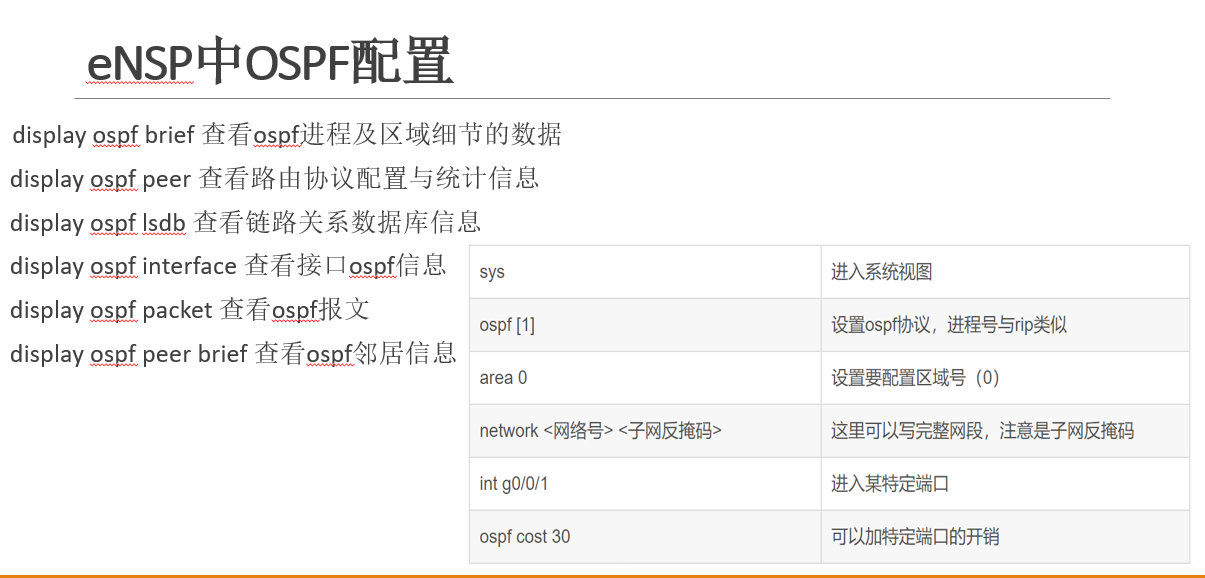 eNSP中OSPF配置
display ospf brief 查看ospf进程及区域细节的数据
display ospf peer 查看路由协议配置与统计信息
display ospf lsdb 查看链路关系数据库信息
display ospf interface 查看接口ospf信息
display ospf packet 查看ospf报文
display ospf peer brief 查看ospf邻居信息
sys 进入系统视图
ospf [1] 设置ospf协议，进程号与rip类似
area 0 设置要配置区域号（0）
network <网络号> <子网反掩码> 这里可以写完整网段，注意是子网反掩码
int g0/0/1 进入某特定端口
ospf cost 30 可以加特定端口的开销